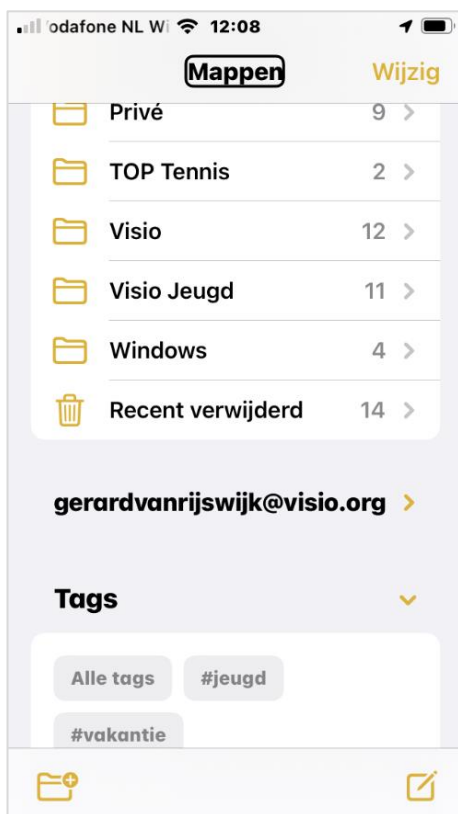 odafone NL Wi 12:08
Mappen Wijzig
Privé 9
TOP Tennis 2
Visio 12
Visio Jeugd 11
Windows 4
Recent verwijderd 14
gerardvanrijswijk@visio.org
Tags
Alle tags #jeugd
#vakantie